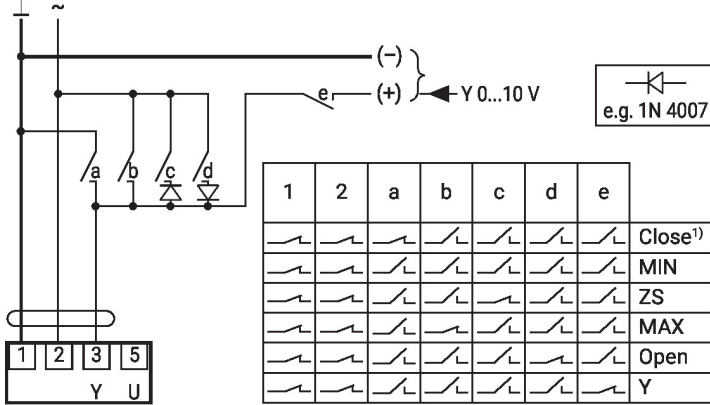 ⊥ ~
(−)
e (+) Y 0...10 V
e.g. 1N 4007
a b c d
1 2 a b c d e
Close¹⁾
MIN
ZS
MAX
Open
Y
1 2 3 5
Y U